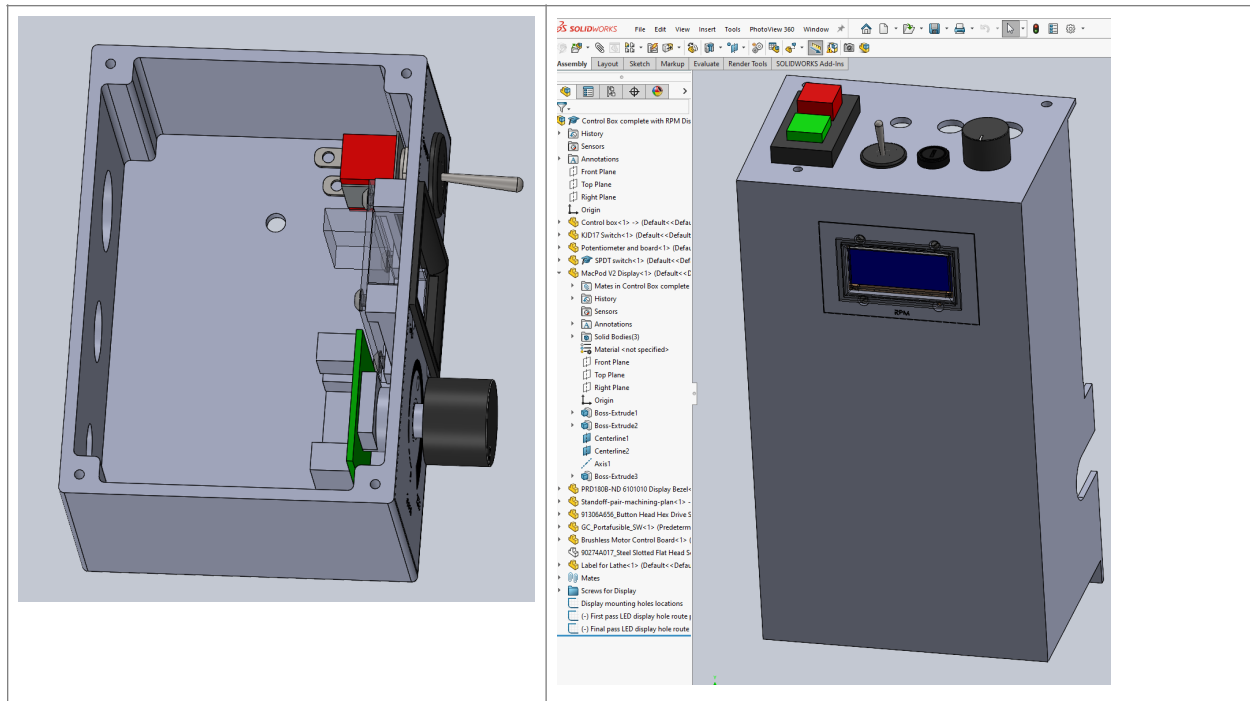 SOLIDWORKS File Edit View Insert Tools PhotoView 360 Window
Assembly Layout Sketch Markup Evaluate Render Tools SOLIDWORKS Add-Ins
Control Box complete with RPM Dis
History
Sensors
Annotations
Front Plane
Top Plane
Right Plane
Origin
Control box<1> -> (Default<<Defau
KJD17 Switch<1> (Default<<Default
Potentiometer and board<1> (Defau
SPDT switch<1> (Default<<Def
MacPod V2 Display<1> (Default<<D
Mates in Control Box complete
History
Sensors
Annotations
Solid Bodies(3)
Material <not specified>
Front Plane
Top Plane
Right Plane
Origin
Boss-Extrude1
Boss-Extrude2
Centerline1
Centerline2
Axis1
Boss-Extrude3
PRD180B-ND 6101010 Display Bezel<
Standoff-pair-machining-plan<1> -
91306A656_Button Head Hex Drive S
GC_Portafusible_SW<1> (Predeterm
Brushless Motor Control Board<1> (
90274A017_Steel Slotted Flat Head S
Label for Lathe<1> (Default<<Defau
Mates
Screws for Display
Display mounting holes locations
(-) First pass LED display hole route p
(-) Final pass LED display hole route
RPM